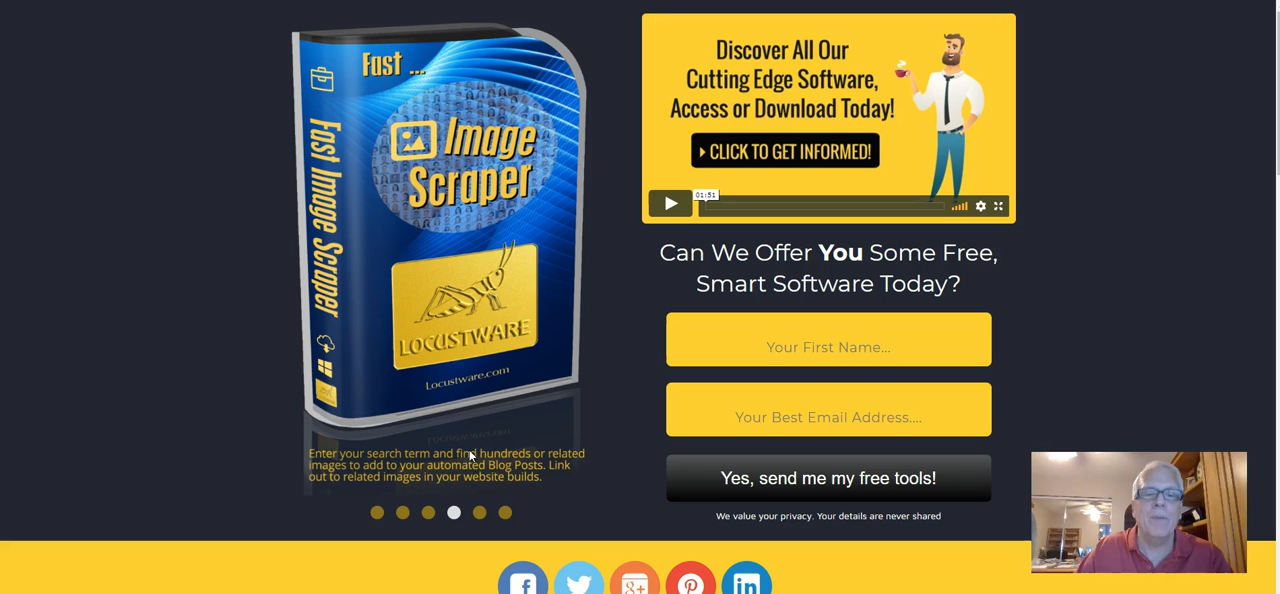 Fast ...
Image
Scraper
Fast Image Scraper
LOCUSTWARE
Locustware.com
Enter your search term and find hundreds or related
images to add to your automated Blog Posts. Link
out to related images in your website builds.
Discover All Our
Cutting Edge Software,
Access or Download Today!
CLICK TO GET INFORMED!
01:51
Can We Offer You Some Free,
Smart Software Today?
Your First Name...
Your Best Email Address....
Yes, send me my free tools!
We value your privacy. Your details are never shared